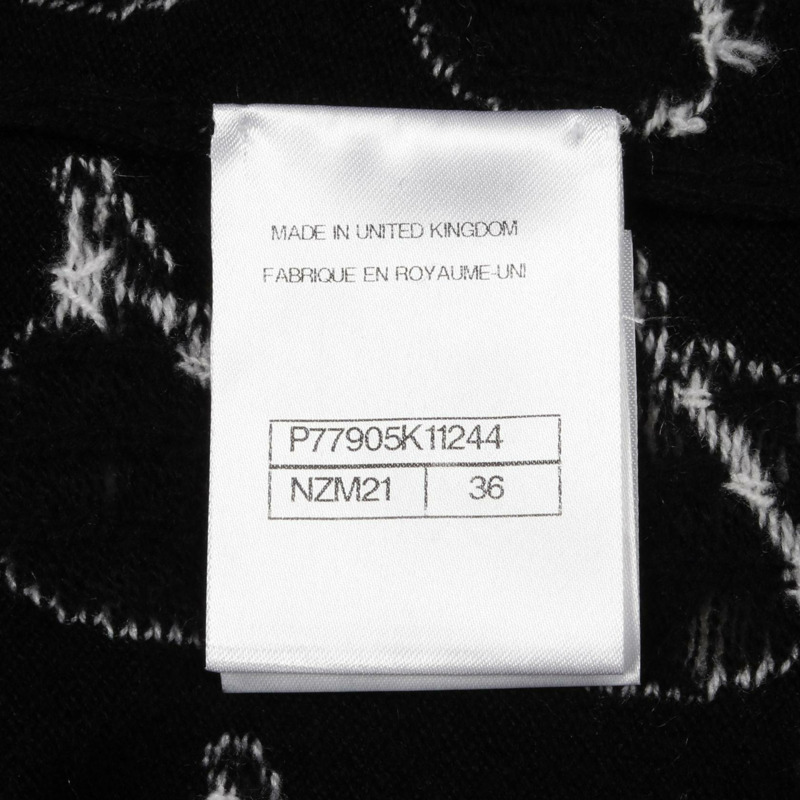 MADE IN UNITED KINGDOM
FABRIQUE EN ROYAUME-UNI
P77905K11244
NZM21 36